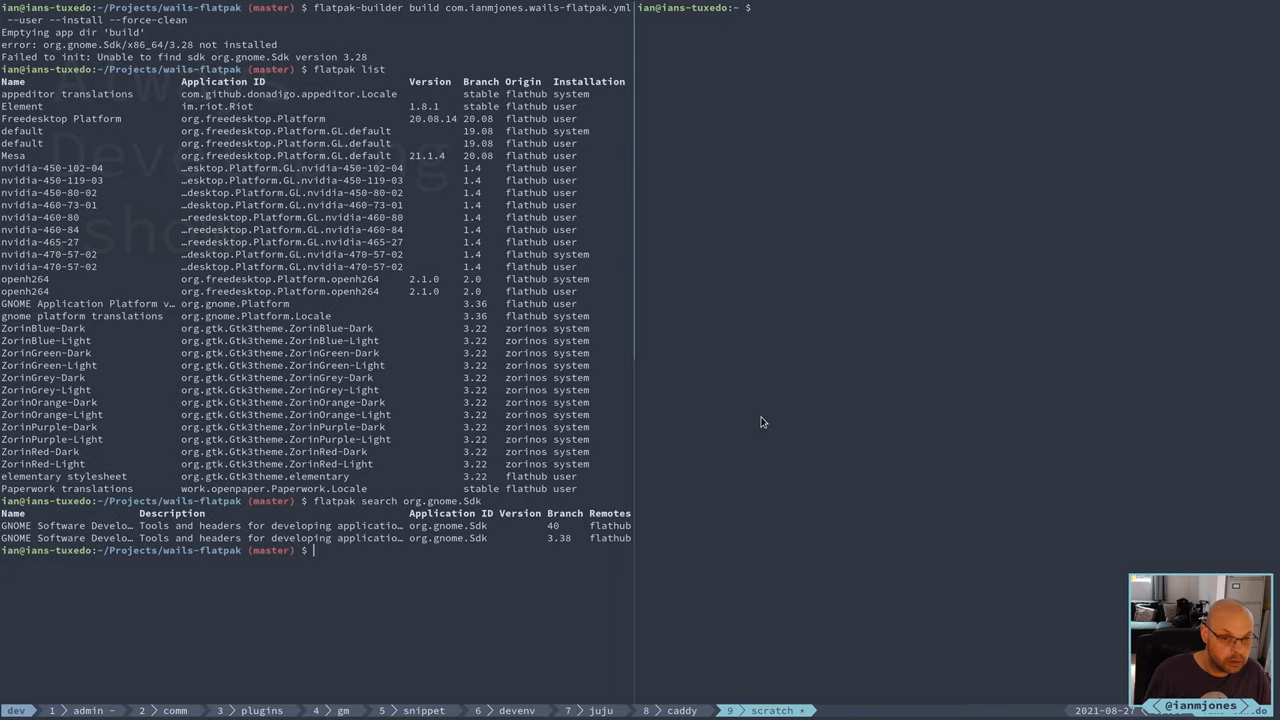 ian@ians-tuxedo:~/Projects/wails-flatpak (master) $ flatpak-builder build com.ianmjones.wails-flatpak.yml
 --user --install --force-clean
Emptying app dir 'build'
error: org.gnome.Sdk/x86_64/3.28 not installed
Failed to init: Unable to find sdk org.gnome.Sdk version 3.28
ian@ians-tuxedo:~/Projects/wails-flatpak (master) $ flatpak list
Name Application ID Version Branch Origin Installation
appeditor translations com.github.donadigo.appeditor.Locale stable flathub system
Element im.riot.Riot 1.8.1 stable flathub user
Freedesktop Platform org.freedesktop.Platform 20.08.14 20.08 flathub user
default org.freedesktop.Platform.GL.default 19.08 flathub system
default org.freedesktop.Platform.GL.default 19.08 flathub user
Mesa org.freedesktop.Platform.GL.default 21.1.4 20.08 flathub user
nvidia-450-102-04 …esktop.Platform.GL.nvidia-450-102-04 1.4 flathub user
nvidia-450-119-03 …esktop.Platform.GL.nvidia-450-119-03 1.4 flathub user
nvidia-450-80-02 …desktop.Platform.GL.nvidia-450-80-02 1.4 flathub user
nvidia-460-73-01 …desktop.Platform.GL.nvidia-460-73-01 1.4 flathub user
nvidia-460-80 …reedesktop.Platform.GL.nvidia-460-80 1.4 flathub user
nvidia-460-84 …reedesktop.Platform.GL.nvidia-460-84 1.4 flathub user
nvidia-465-27 …reedesktop.Platform.GL.nvidia-465-27 1.4 flathub user
nvidia-470-57-02 …desktop.Platform.GL.nvidia-470-57-02 1.4 flathub system
nvidia-470-57-02 …desktop.Platform.GL.nvidia-470-57-02 1.4 flathub user
openh264 org.freedesktop.Platform.openh264 2.1.0 2.0 flathub system
openh264 org.freedesktop.Platform.openh264 2.1.0 2.0 flathub user
GNOME Application Platform v… org.gnome.Platform 3.36 flathub user
gnome platform translations org.gnome.Platform.Locale 3.36 flathub system
ZorinBlue-Dark org.gtk.Gtk3theme.ZorinBlue-Dark 3.22 zorinos system
ZorinBlue-Light org.gtk.Gtk3theme.ZorinBlue-Light 3.22 zorinos system
ZorinGreen-Dark org.gtk.Gtk3theme.ZorinGreen-Dark 3.22 zorinos system
ZorinGreen-Light org.gtk.Gtk3theme.ZorinGreen-Light 3.22 zorinos system
ZorinGrey-Dark org.gtk.Gtk3theme.ZorinGrey-Dark 3.22 zorinos system
ZorinGrey-Light org.gtk.Gtk3theme.ZorinGrey-Light 3.22 zorinos system
ZorinOrange-Dark org.gtk.Gtk3theme.ZorinOrange-Dark 3.22 zorinos system
ZorinOrange-Light org.gtk.Gtk3theme.ZorinOrange-Light 3.22 zorinos system
ZorinPurple-Dark org.gtk.Gtk3theme.ZorinPurple-Dark 3.22 zorinos system
ZorinPurple-Light org.gtk.Gtk3theme.ZorinPurple-Light 3.22 zorinos system
ZorinRed-Dark org.gtk.Gtk3theme.ZorinRed-Dark 3.22 zorinos system
ZorinRed-Light org.gtk.Gtk3theme.ZorinRed-Light 3.22 zorinos system
elementary stylesheet org.gtk.Gtk3theme.elementary 3.22 flathub user
Paperwork translations work.openpaper.Paperwork.Locale stable flathub user
ian@ians-tuxedo:~/Projects/wails-flatpak (master) $ flatpak search org.gnome.Sdk
Name Description Application ID Version Branch Remotes
GNOME Software Develo… Tools and headers for developing applicatio… org.gnome.Sdk 40 flathub
GNOME Software Develo… Tools and headers for developing applicatio… org.gnome.Sdk 3.38 flathub
ian@ians-tuxedo:~/Projects/wails-flatpak (master) $
ian@ians-tuxedo:~ $
dev 1 admin - 2 comm 3 plugins 4 gm 5 snippet 6 devenv 7 juju 8 caddy 9 scratch * 2021-08-27
@ianmjones